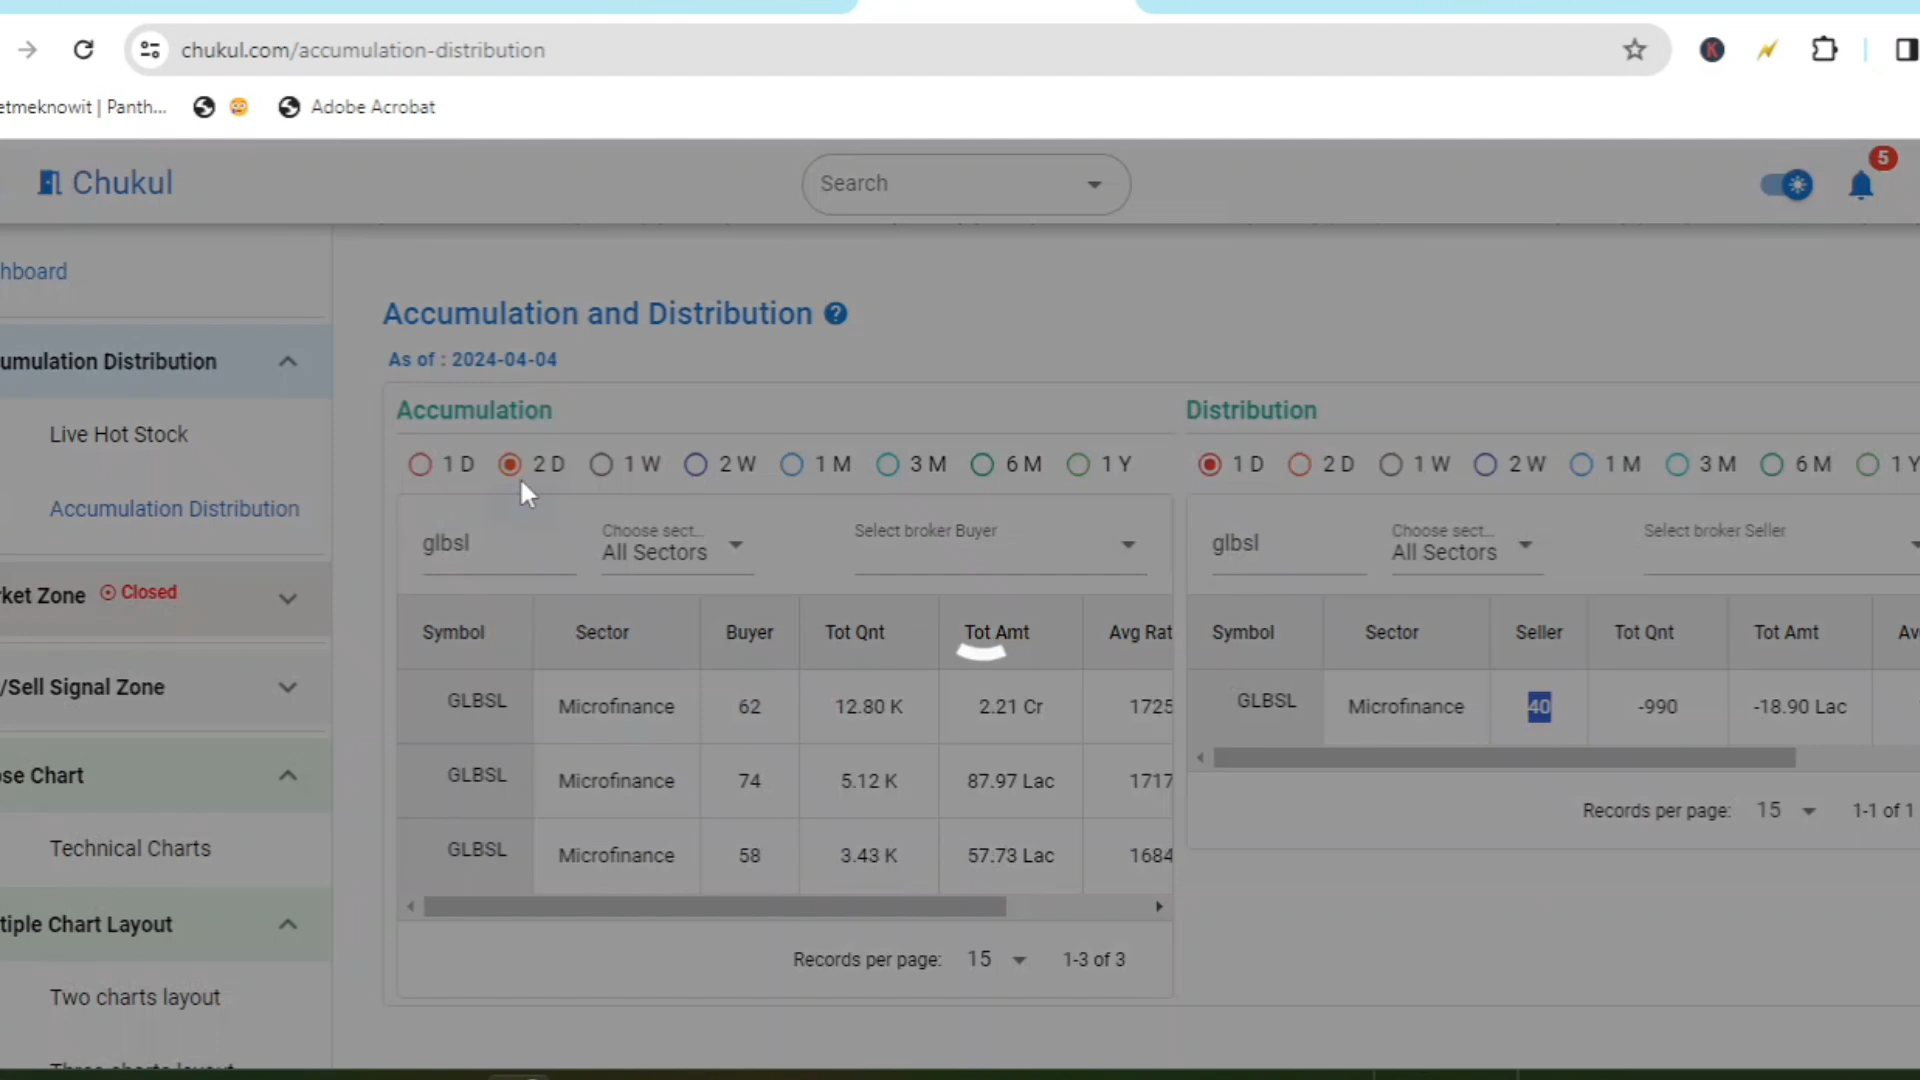 chukul.com/accumulation-distribution
K
etmeknowit | Panth...
Adobe Acrobat
Chukul
Search
5
hboard
Accumulation and Distribution ?
As of : 2024-04-04
umulation Distribution
Live Hot Stock
Accumulation Distribution
ket Zone Closed
/Sell Signal Zone
ose Chart
Technical Charts
tiple Chart Layout
Two charts layout
Accumulation
1 D 2 D 1 W 2 W 1 M 3 M 6 M 1 Y
glbsl
Choose sect...
All Sectors
Select broker Buyer
Symbol Sector Buyer Tot Qnt Tot Amt Avg Rat
GLBSL Microfinance 62 12.80 K 2.21 Cr 1725
GLBSL Microfinance 74 5.12 K 87.97 Lac 1717
GLBSL Microfinance 58 3.43 K 57.73 Lac 1684
Records per page: 15 1-3 of 3
Distribution
1 D 2 D 1 W 2 W 1 M 3 M 6 M 1 Y
glbsl
Choose sect...
All Sectors
Select broker Seller
Symbol Sector Seller Tot Qnt Tot Amt Av
GLBSL Microfinance 40 -990 -18.90 Lac
Records per page: 15 1-1 of 1